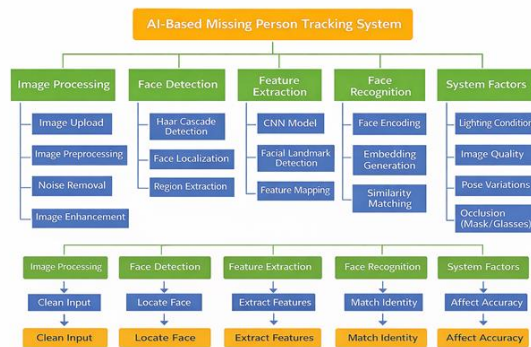 AI-Based Missing Person Tracking System
Image Processing
Face Detection
Feature
Extraction
Face
Recognition
System Factors
Image Upload
Image Preprocessing
Noise Removal
Image Enhancement
Haar Cascade
Detection
Face Localization
Region Extraction
CNN Model
Facial Landmark
Detection
Feature Mapping
Face Encoding
Embedding
Generation
Similarity
Matching
Lighting Condition
Image Quality
Pose Variations
Occlusion
(Mask/Glasses)
Image Processing
Face Detection
Feature Extraction
Face Recognition
System Factors
Clean Input
Locate Face
Extract Features
Match Identity
Affect Accuracy
Clean Input
Locate Face
Extract Features
Match Identity
Affect Accuracy